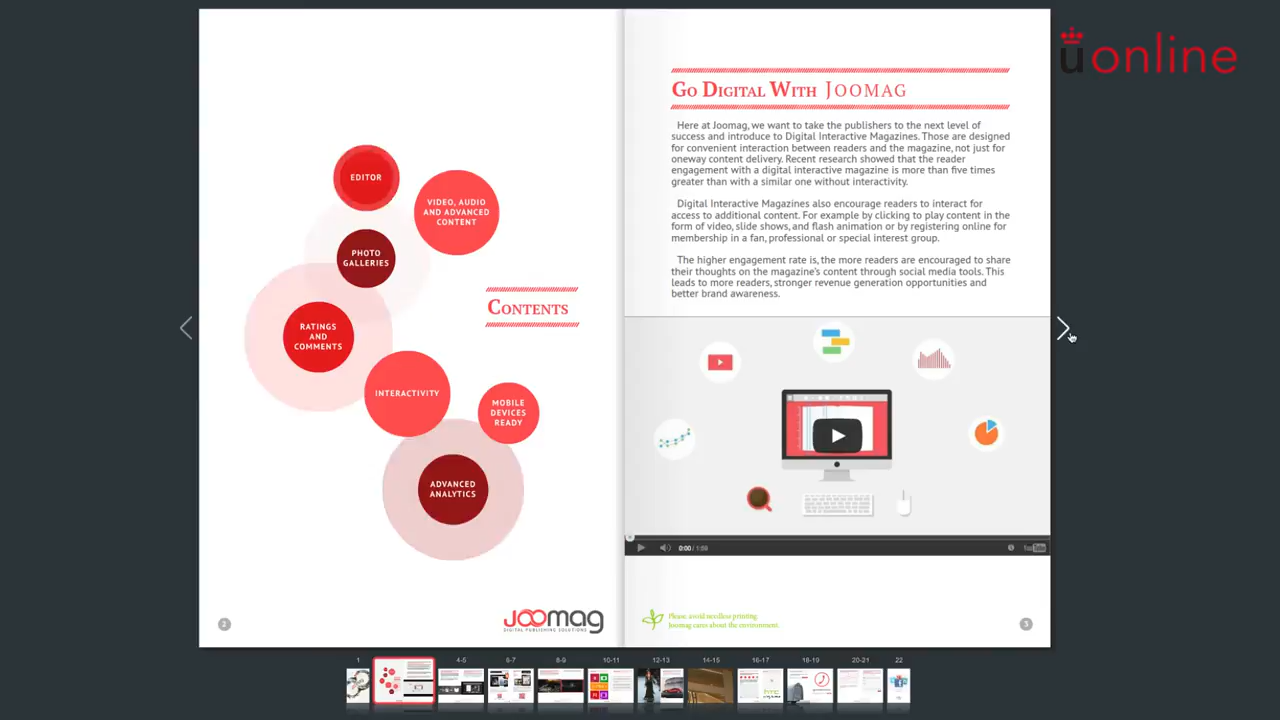 uonline
EDITOR
VIDEO, AUDIO
AND ADVANCED
CONTENT
PHOTO
GALLERIES
RATINGS
AND
COMMENTS
CONTENTS
INTERACTIVITY
MOBILE
DEVICES
READY
ADVANCED
ANALYTICS
2
JOOmag
DIGITAL PUBLISHING SOLUTIONS
GO DIGITAL WITH JOOMAG
Here at Joomag, we want to take the publishers to the next level of
success and introduce to Digital Interactive Magazines. Those are designed
for convenient interaction between readers and the magazine, not just for
oneway content delivery. Recent research showed that the reader
engagement with a digital interactive magazine is more than five times
greater than with a similar one without interactivity.
Digital Interactive Magazines also encourage readers to interact for
access to additional content. For example by clicking to play content in the
form of video, slide shows, and flash animation or by registering online for
membership in a fan, professional or special interest group.
The higher engagement rate is, the more readers are encouraged to share
their thoughts on the magazine's content through social media tools. This
leads to more readers, stronger revenue generation opportunities and
better brand awareness.
0:00 / 1:59
YouTube
Please, avoid needless printing.
Joomag cares about the environment.
3
1
4-5
6-7
8-9
10-11
12-13
14-15
16-17
18-19
20-21
22